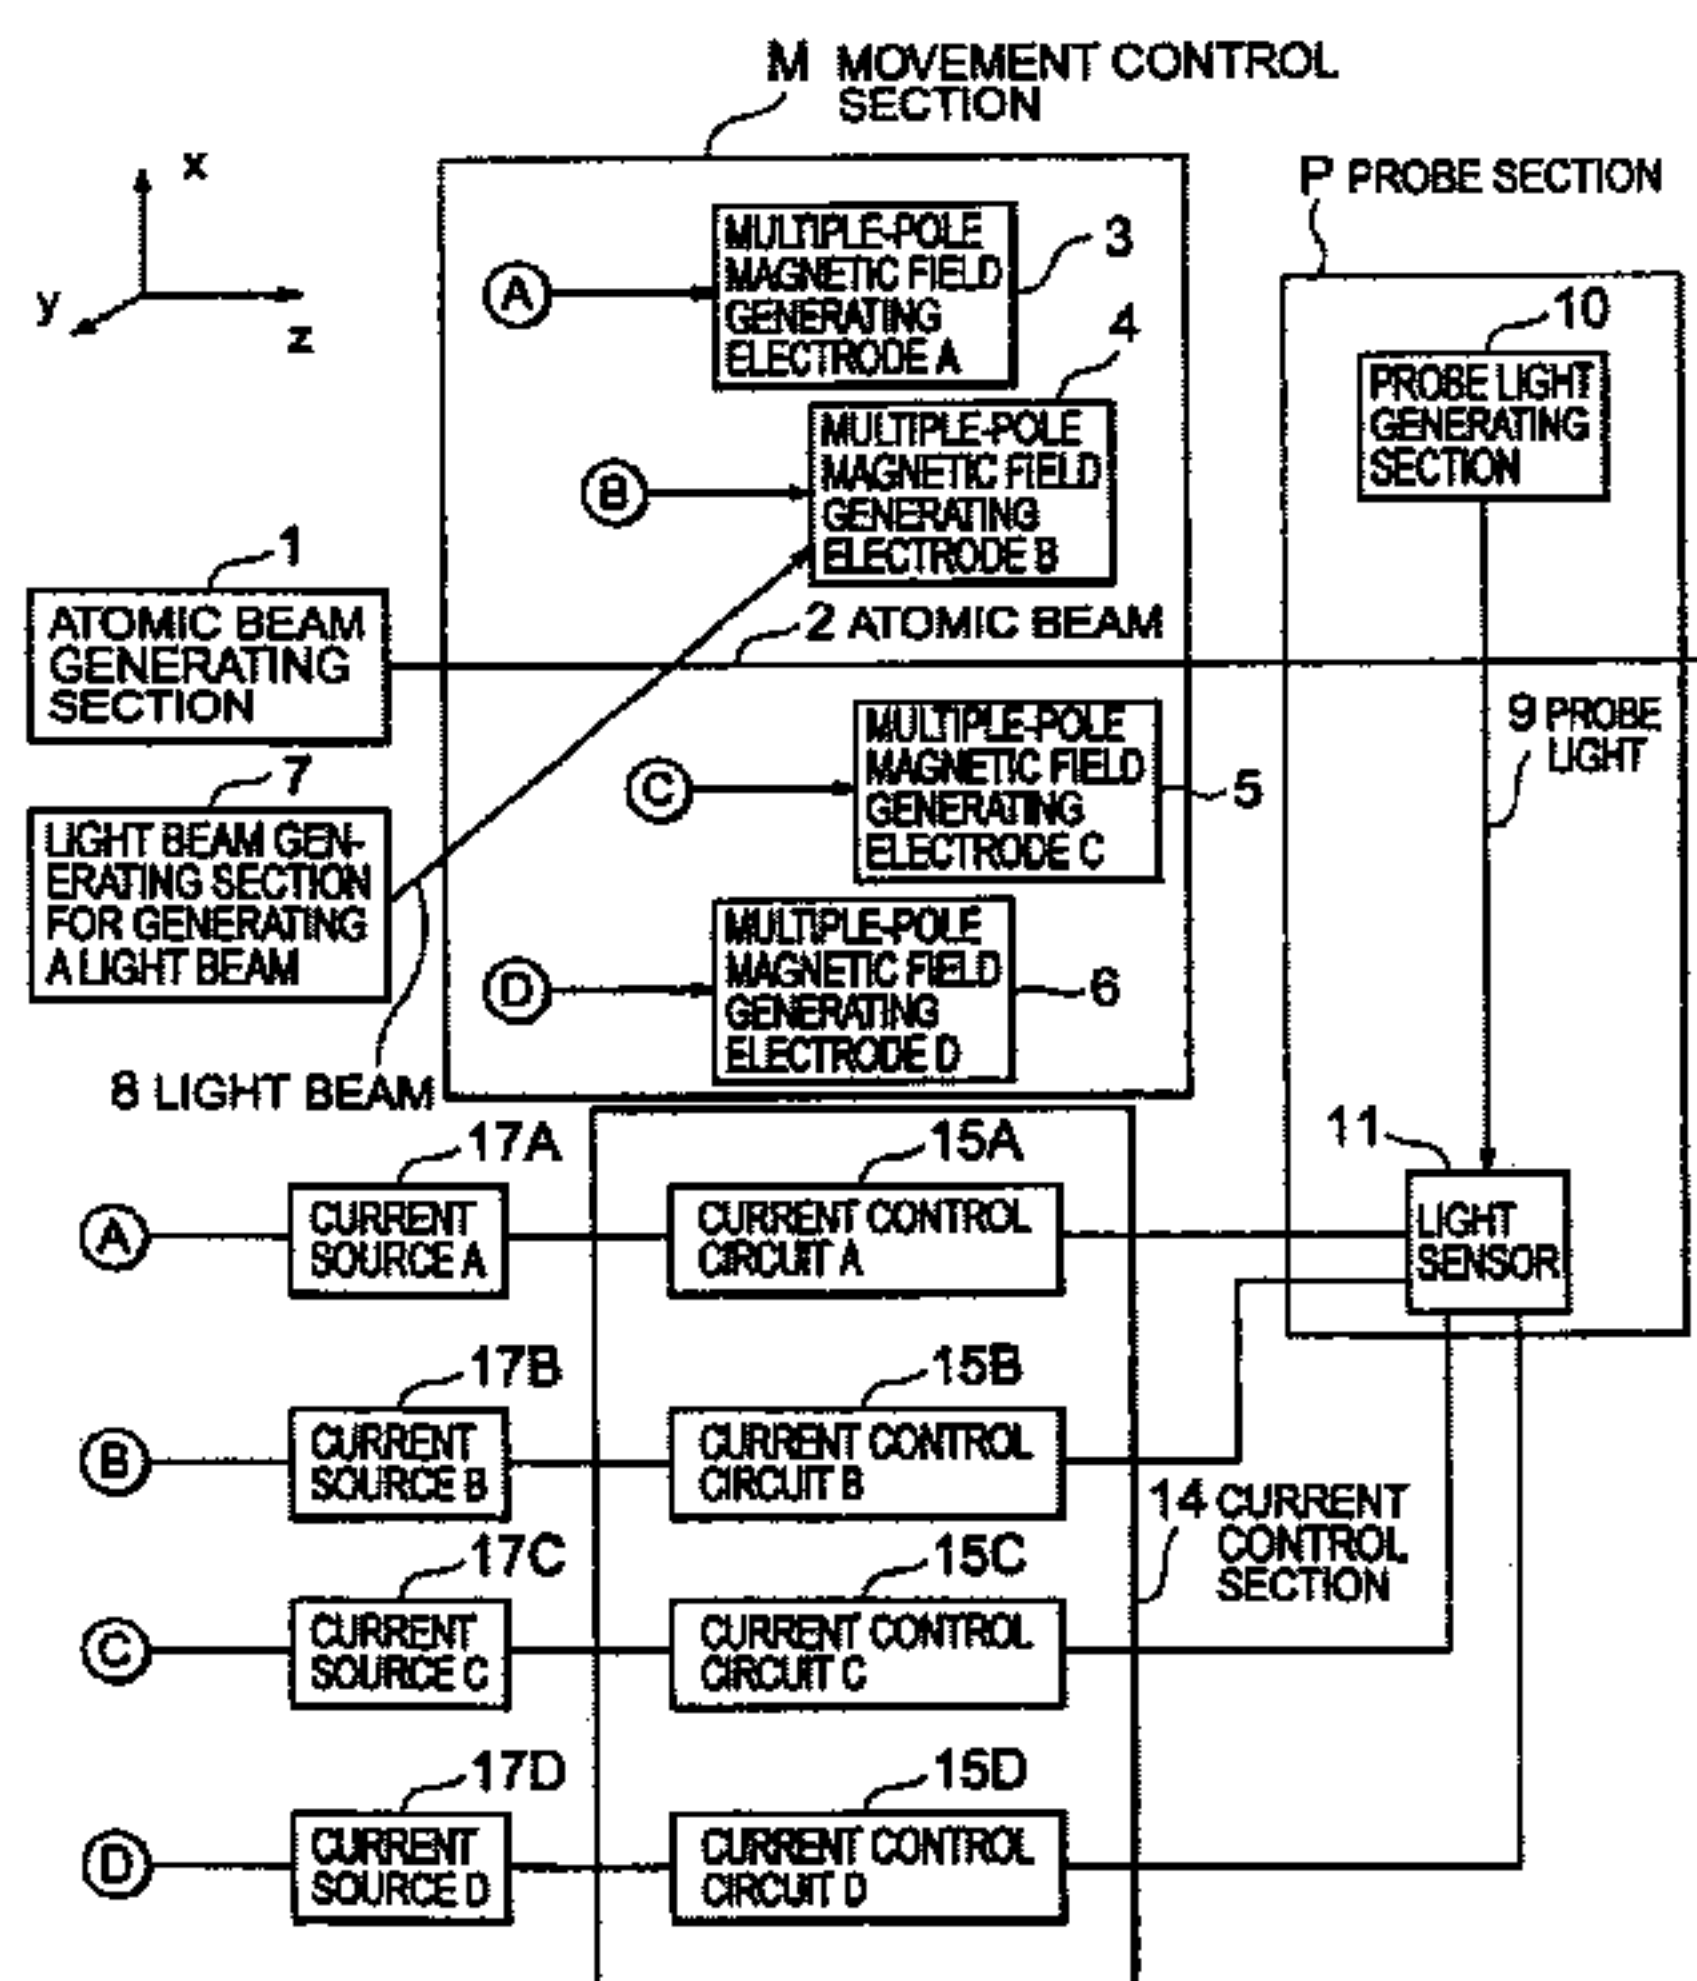 M MOVEMENT CONTROL
SECTION
x
y
z
P PROBE SECTION
A
MULTIPLE-POLE
MAGNETIC FIELD
GENERATING
ELECTRODE A
3
4
B
MULTIPLE-POLE
MAGNETIC FIELD
GENERATING
ELECTRODE B
10
PROBE LIGHT
GENERATING
SECTION
1
ATOMIC BEAM
GENERATING
SECTION
2 ATOMIC BEAM
7
LIGHT BEAM GEN-
ERATING SECTION
FOR GENERATING
A LIGHT BEAM
C
MULTIPLE-POLE
MAGNETIC FIELD
GENERATING
ELECTRODE C
5
9 PROBE
LIGHT
D
MULTIPLE-POLE
MAGNETIC FIELD
GENERATING
ELECTRODE D
6
8 LIGHT BEAM
11
LIGHT
SENSOR
17A
15A
A
CURRENT
SOURCE A
CURRENT CONTROL
CIRCUIT A
17B
15B
B
CURRENT
SOURCE B
CURRENT CONTROL
CIRCUIT B
14 CURRENT
CONTROL
SECTION
17C
15C
C
CURRENT
SOURCE C
CURRENT CONTROL
CIRCUIT C
17D
15D
D
CURRENT
SOURCE D
CURRENT CONTROL
CIRCUIT D